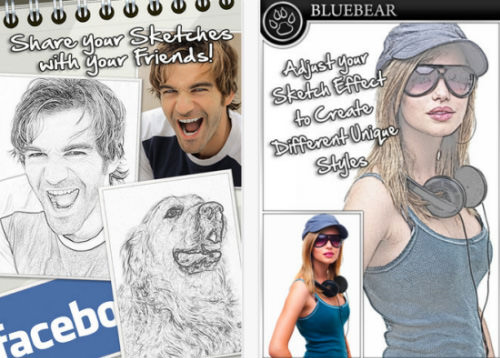 Share your Sketches
with your Friends!
facebo
BLUEBEAR
Adjust your
Sketch Effect
to Create
Different Unique
Styles